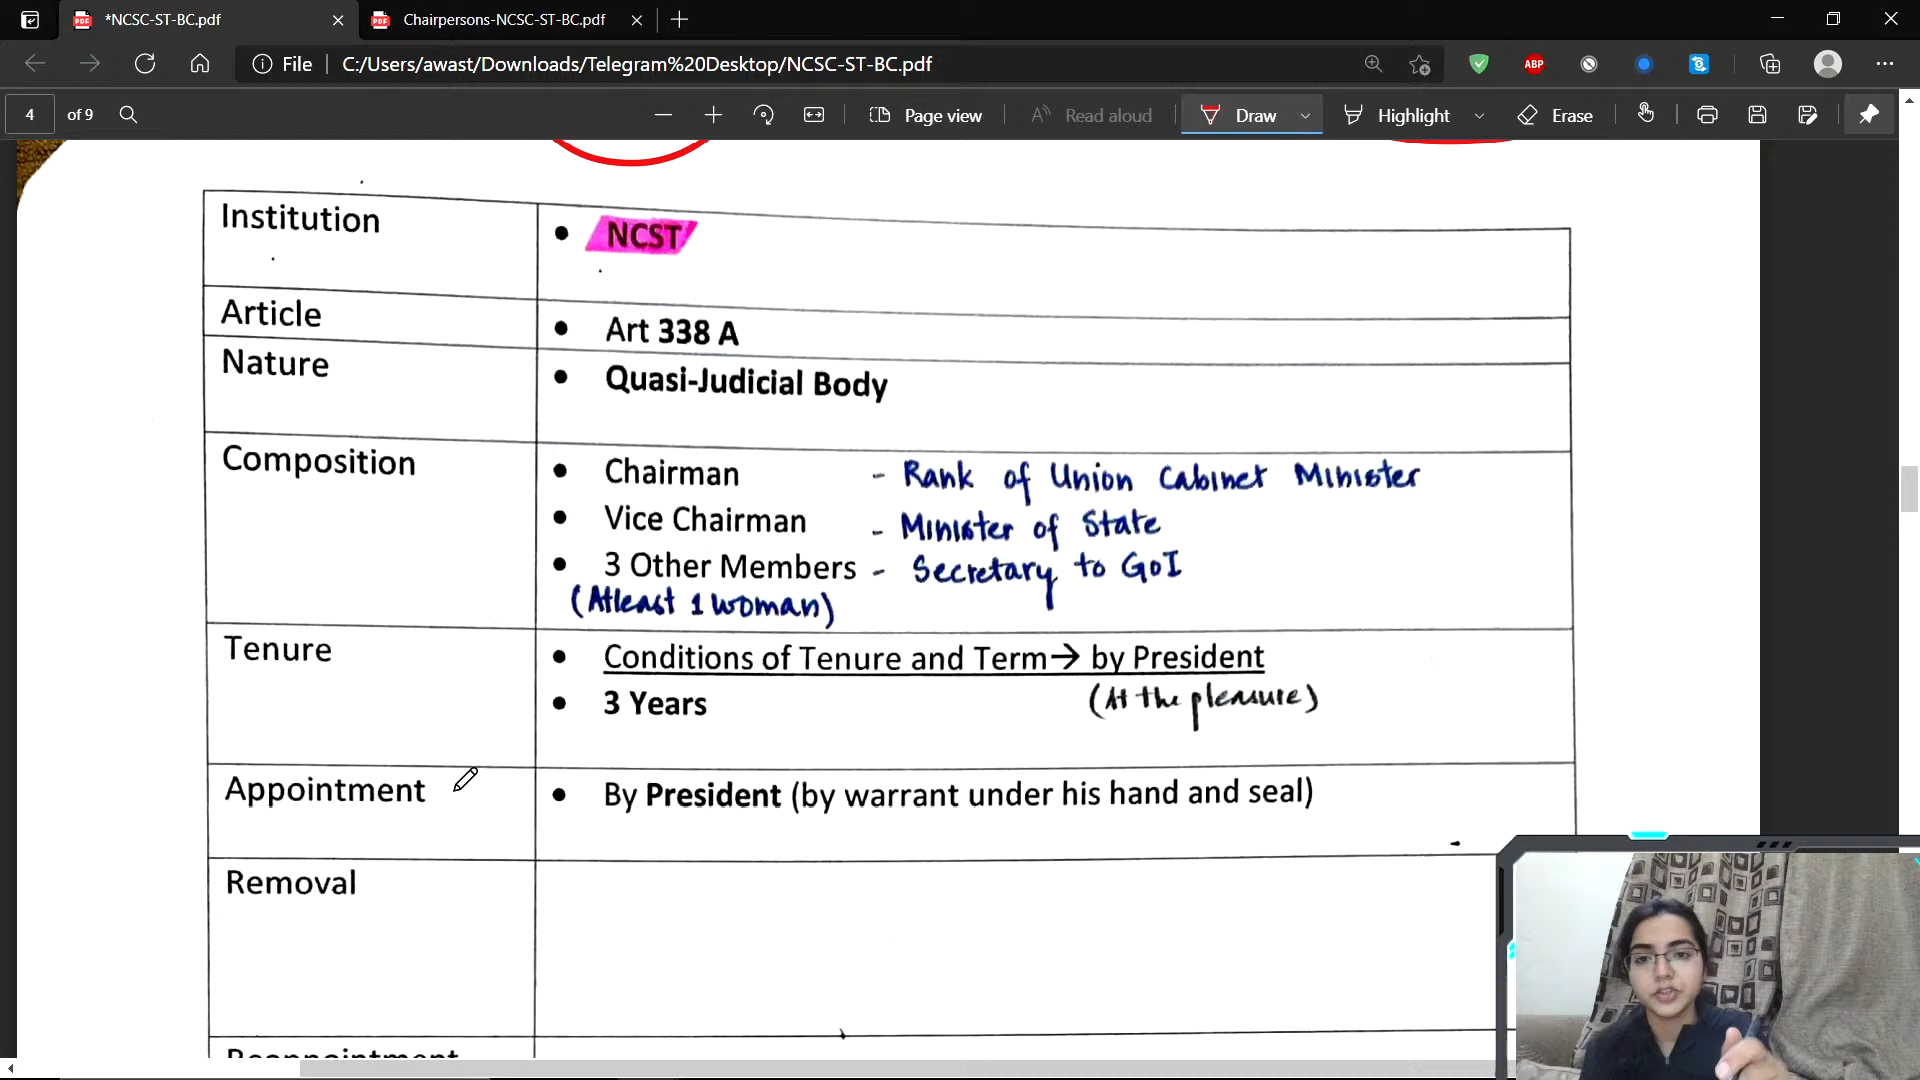 *NCSC-ST-BC.pdf
Chairpersons-NCSC-ST-BC.pdf
File
C:/Users/awast/Downloads/Telegram%20Desktop/NCSC-ST-BC.pdf
ABP
4 of 9
Page view
Read aloud
Draw
Highlight
Erase
Institution
• NCST
Article
• Art 338 A
Nature
• Quasi-Judicial Body
Composition
• Chairman - Rank of Union Cabinet Minister
• Vice Chairman - Minister of State
• 3 Other Members - Secretary to GoI
(Atleast 1 woman)
Tenure
• Conditions of Tenure and Term→ by President
• 3 Years (At the pleasure)
Appointment
• By President (by warrant under his hand and seal)
Removal
Reappointment